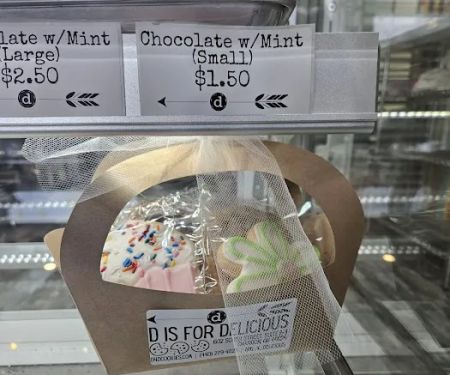 late w/Mint
(Large)
$2.50
d
Chocolate w/Mint
(Small)
$1.50
d
D IS FOR DELICIOUS